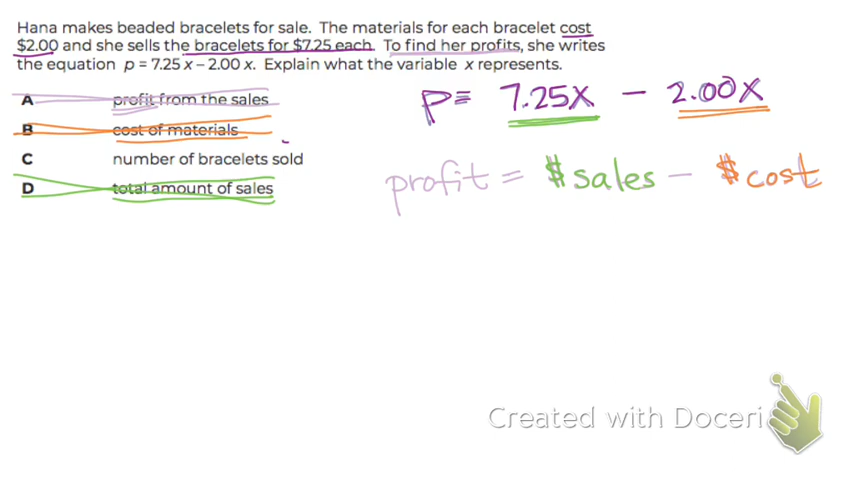 Hana makes beaded bracelets for sale. The materials for each bracelet cost
$2.00 and she sells the bracelets for $7.25 each. To find her profits, she writes
the equation p = 7.25 x – 2.00 x. Explain what the variable x represents.
A profit from the sales
B cost of materials
C number of bracelets sold
D total amount of sales
p = 7.25x – 2.00x
profit = $sales – $cost
Created with Doceri